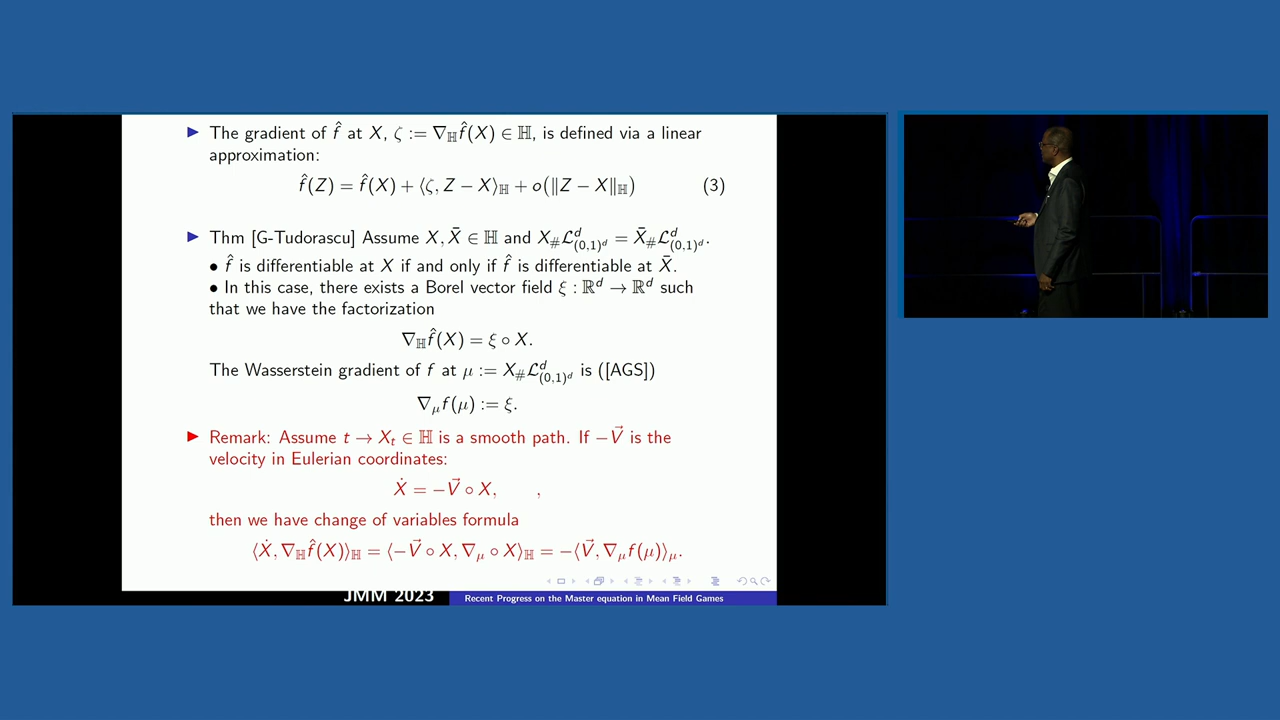 ▶ The gradient of f̂ at X, ζ := ∇_ℍ f̂(X) ∈ ℍ, is defined via a linear
approximation:
f̂(Z) = f̂(X) + ⟨ζ, Z − X⟩_ℍ + o(‖Z − X‖_ℍ) (3)
▶ Thm [G-Tudorascu] Assume X, X̄ ∈ ℍ and X_#ℒ^d_{(0,1)^d} = X̄_#ℒ^d_{(0,1)^d}.
• f̂ is differentiable at X if and only if f̂ is differentiable at X̄.
• In this case, there exists a Borel vector field ξ : ℝ^d → ℝ^d such
that we have the factorization
∇_ℍ f̂(X) = ξ ∘ X.
The Wasserstein gradient of f at μ := X_#ℒ^d_{(0,1)^d} is ([AGS])
∇_μ f(μ) := ξ.
▶ Remark: Assume t → X_t ∈ ℍ is a smooth path. If −V⃗ is the
velocity in Eulerian coordinates:
Ẋ = −V⃗ ∘ X, ,
then we have change of variables formula
⟨Ẋ, ∇_ℍ f̂(X)⟩_ℍ = ⟨−V⃗ ∘ X, ∇_μ ∘ X⟩_ℍ = −⟨V⃗, ∇_μ f(μ)⟩_μ.
JMM 2023 Recent Progress on the Master equation in Mean Field Games